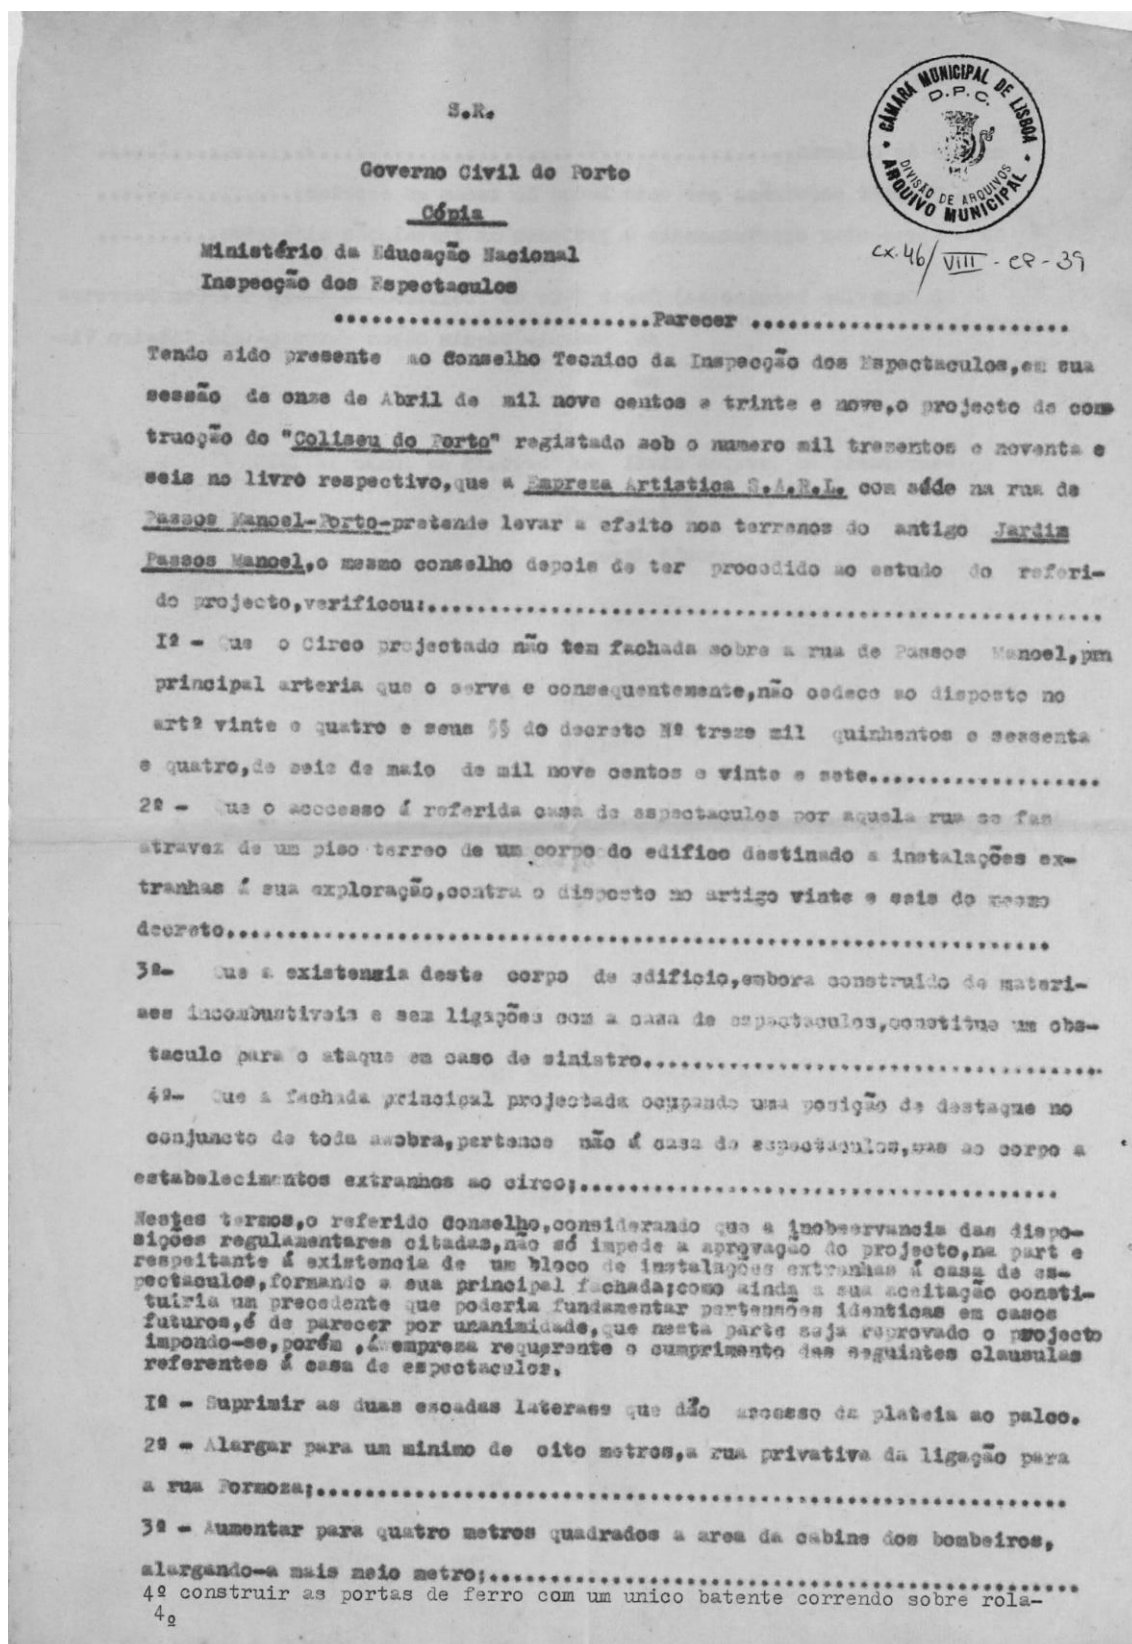 CÂMARA MUNICIPAL DE LISBOA
D.P.C.
DIVISÃO DE ARQUIVOS
ARQUIVO MUNICIPAL
S.R.
Governo Civil do Porto
Cópia
cx.46/VIII-CP-39
Ministério da Educação Nacional
Inspecção dos Espectaculos
..........................Parecer ..........................
Tendo sido presente ao Conselho Tecnico da Inspecção dos Espectaculos,em sua
sessão de onze de Abril de mil nove centos e trinte e nove,o projecto de cons
trucção do "Coliseu do Porto" registado sob o numero mil trezentos e noventa e
seis no livro respectivo,que a Empreza Artistica S.A.R.L. com séde na rua de
Passos Manoel-Porto-pretende levar a efeito nos terrenos do antigo Jardim
Passos Manoel,o mesmo conselho depois de ter procedido ao estudo do referi-
do projecto,verificou:......................................................
Iº - Que o Circo projectado não tem fachada sobre a rua de Passos Manoel,
principal arteria que o serve e consequentemente,não obedece ao disposto no
artº vinte e quatro e seus §§ do decreto Nº treze mil quinhentos e sessenta
e quatro,de seis de maio de mil nove centos e vinte e sete...................
2º - Que o acccesso á referida casa de espectaculos por aquela rua se faz
atravez de um piso terreo de um corpo do edifico destinado a instalações ex-
tranhas á sua exploração,contra o disposto no artigo vinte e seis do mesmo
decreto..................................................................
3º- Que a existensia deste corpo de edificio,embora construido de materi-
aes incombustiveis e sem ligações com a casa de espectaculos,constitue um obs-
taculo para o ataque em caso de sinistro.....................................
4º- Que a fachada principal projectada ocupando uma posição de destaque no
conjuncto de toda a obra,pertence não á casa de espectaculos,mas ao corpo a
estabelecimentos extranhos ao circo;......................................
Nestes termos,o referido Conselho,considerando que a inobservancia das dispo-
sições regulamentares citadas,não só impede a aprovação do projecto,na part e
respeitante á existencia de um bloco de instalações extranhas á casa de es-
pectaculos,formando a sua principal fachada;como ainda a sua aceitação consti-
tuiria um precedente que poderia fundamentar pertensões identicas em casos
futuros,é de parecer por unanimidade,que nesta parte seja reprovado o projecto
impondo-se,porém ,á empreza requerente o cumprimento das seguintes clausulas
referentes á casa de espectaculos.
Iº - Suprimir as duas escadas lateraes que dão arcesso da plateia ao palco.
2º - Alargar para um minimo de oito metros,a rua privativa da ligação para
a rua Formoza;............................................................
3º - Aumentar para quatro metros quadrados a area da cabine dos bombeiros,
alargando-a mais meio metro;...............................................
4º construir as portas de ferro com um unico batente correndo sobre rola-
4º